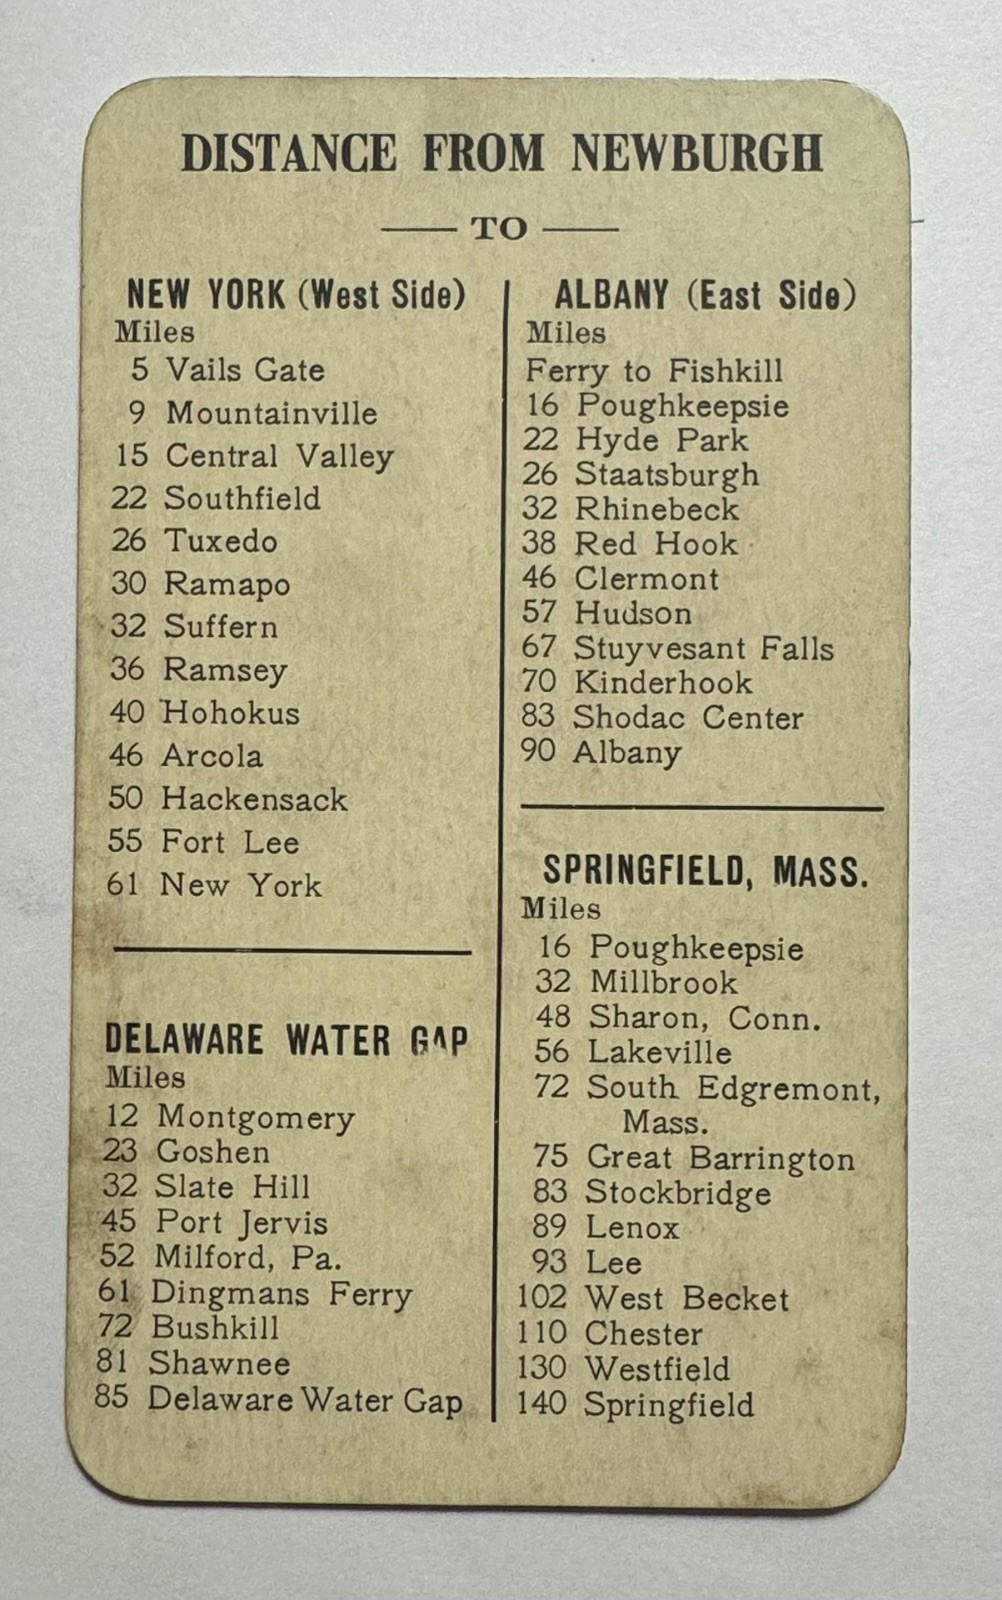 DISTANCE FROM NEWBURGH
TO
NEW YORK (West Side)
Miles
5 Vails Gate
9 Mountainville
15 Central Valley
22 Southfield
26 Tuxedo
30 Ramapo
32 Suffern
36 Ramsey
40 Hohokus
46 Arcola
50 Hackensack
55 Fort Lee
61 New York
DELAWARE WATER GAP
Miles
12 Montgomery
23 Goshen
32 Slate Hill
45 Port Jervis
52 Milford, Pa.
61 Dingmans Ferry
72 Bushkill
81 Shawnee
85 Delaware Water Gap
ALBANY (East Side)
Miles
Ferry to Fishkill
16 Poughkeepsie
22 Hyde Park
26 Staatsburgh
32 Rhinebeck
38 Red Hook
46 Clermont
57 Hudson
67 Stuyvesant Falls
70 Kinderhook
83 Shodac Center
90 Albany
SPRINGFIELD, MASS.
Miles
16 Poughkeepsie
32 Millbrook
48 Sharon, Conn.
56 Lakeville
72 South Edgremont,
Mass.
75 Great Barrington
83 Stockbridge
89 Lenox
93 Lee
102 West Becket
110 Chester
130 Westfield
140 Springfield